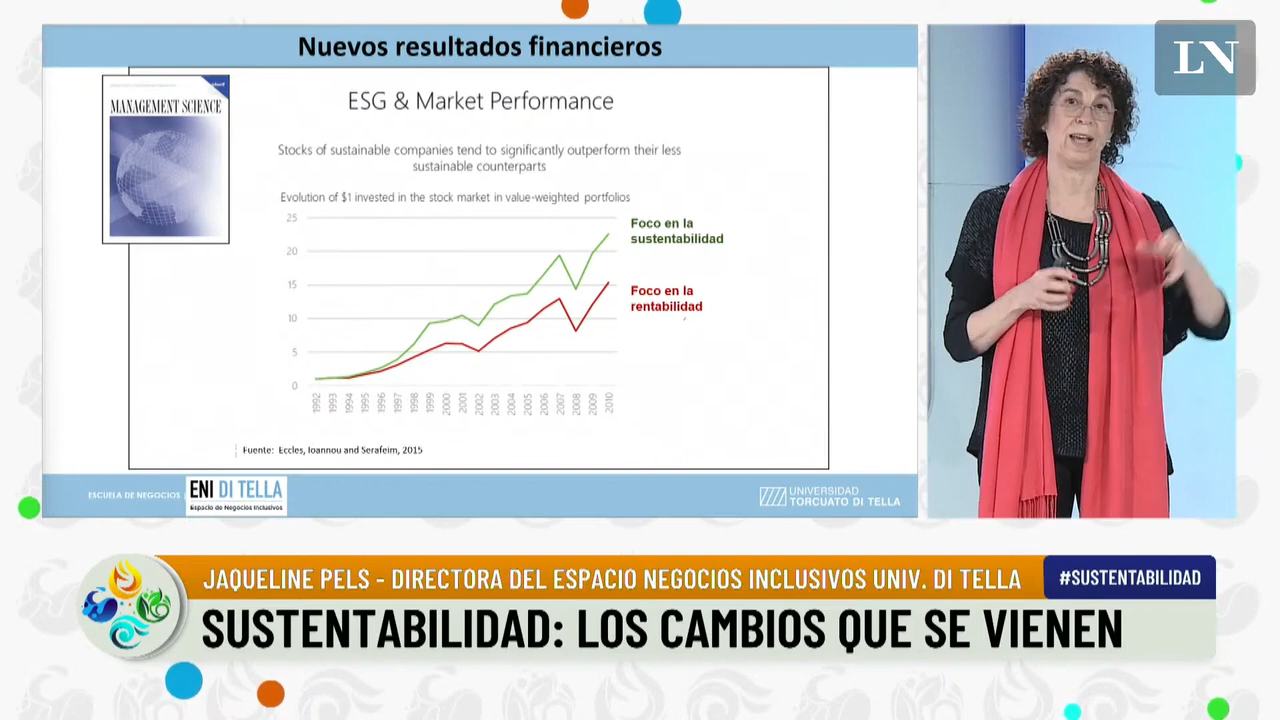 Nuevos resultados financieros
LN
MANAGEMENT SCIENCE
ESG & Market Performance
Stocks of sustainable companies tend to significantly outperform their less
sustainable counterparts
Evolution of $1 invested in the stock market in value-weighted portfolios
25
20
15
10
5
0
Foco en la
sustentabilidad
Foco en la
rentabilidad
1992
1993
1994
1995
1996
1997
1998
1999
2000
2001
2002
2003
2004
2005
2006
2007
2008
2009
2010
Fuente: Eccles, Ioannou and Serafeim, 2015
ESCUELA DE NEGOCIOS
ENI DI TELLA
Espacio de Negocios Inclusivos
UNIVERSIDAD
TORCUATO DI TELLA
JAQUELINE PELS - DIRECTORA DEL ESPACIO NEGOCIOS INCLUSIVOS UNIV. DI TELLA
#SUSTENTABILIDAD
SUSTENTABILIDAD: LOS CAMBIOS QUE SE VIENEN